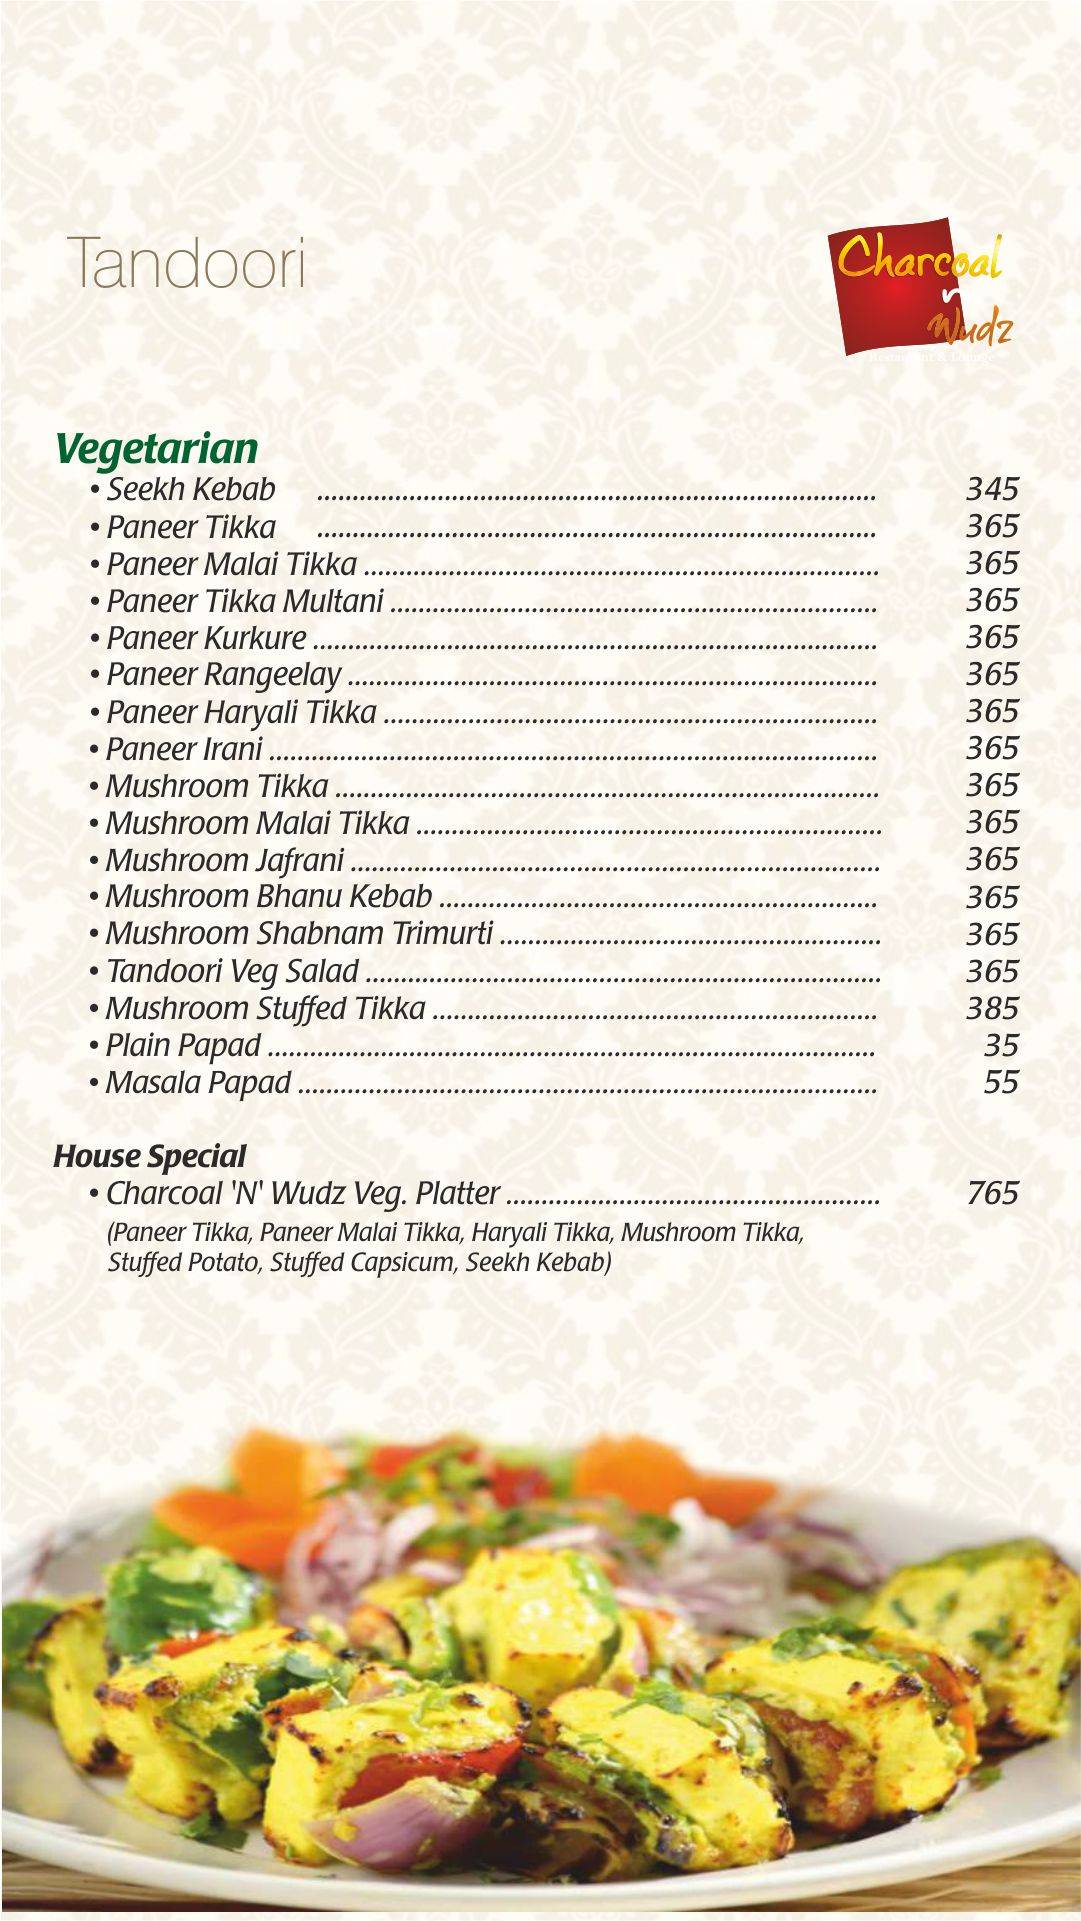 Tandoori
Charcoal
n
Wudz
Restaurant & Lounge
Vegetarian
• Seekh Kebab ................................................................................ 345
• Paneer Tikka ................................................................................ 365
• Paneer Malai Tikka .......................................................................... 365
• Paneer Tikka Multani ...................................................................... 365
• Paneer Kurkure ................................................................................ 365
• Paneer Rangeelay ........................................................................... 365
• Paneer Haryali Tikka ....................................................................... 365
• Paneer Irani ....................................................................................... 365
• Mushroom Tikka .............................................................................. 365
• Mushroom Malai Tikka ................................................................... 365
• Mushroom Jafrani ............................................................................ 365
• Mushroom Bhanu Kebab ............................................................... 365
• Mushroom Shabnam Trimurti ....................................................... 365
• Tandoori Veg Salad .......................................................................... 365
• Mushroom Stuffed Tikka ................................................................ 385
• Plain Papad ....................................................................................... 35
• Masala Papad ................................................................................... 55
House Special
• Charcoal 'N' Wudz Veg. Platter ...................................................... 765
(Paneer Tikka, Paneer Malai Tikka, Haryali Tikka, Mushroom Tikka,
Stuffed Potato, Stuffed Capsicum, Seekh Kebab)